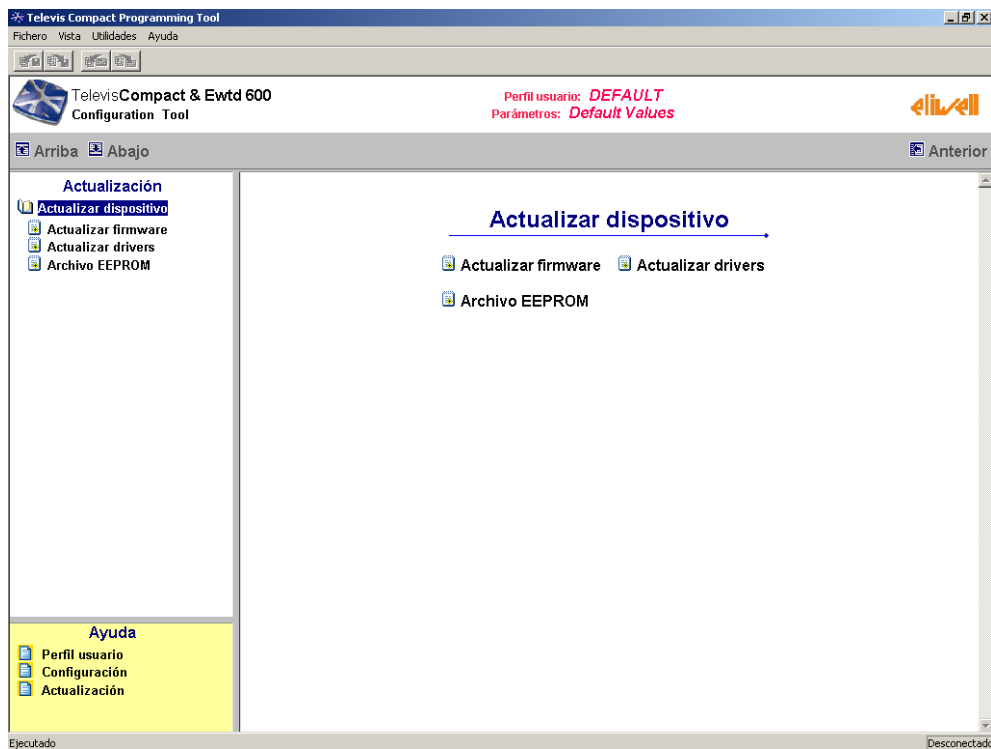 Televis Compact Programming Tool
Fichero Vista Utilidades Ayuda
TelevisCompact & Ewtd 600
Configuration Tool
Perfil usuario: DEFAULT
Parámetros: Default Values
eliwell
Arriba Abajo
Anterior
Actualización
Actualizar dispositivo
Actualizar firmware
Actualizar drivers
Archivo EEPROM
Actualizar dispositivo
Actualizar firmware Actualizar drivers
Archivo EEPROM
Ayuda
Perfil usuario
Configuración
Actualización
Ejecutado
Desconectado